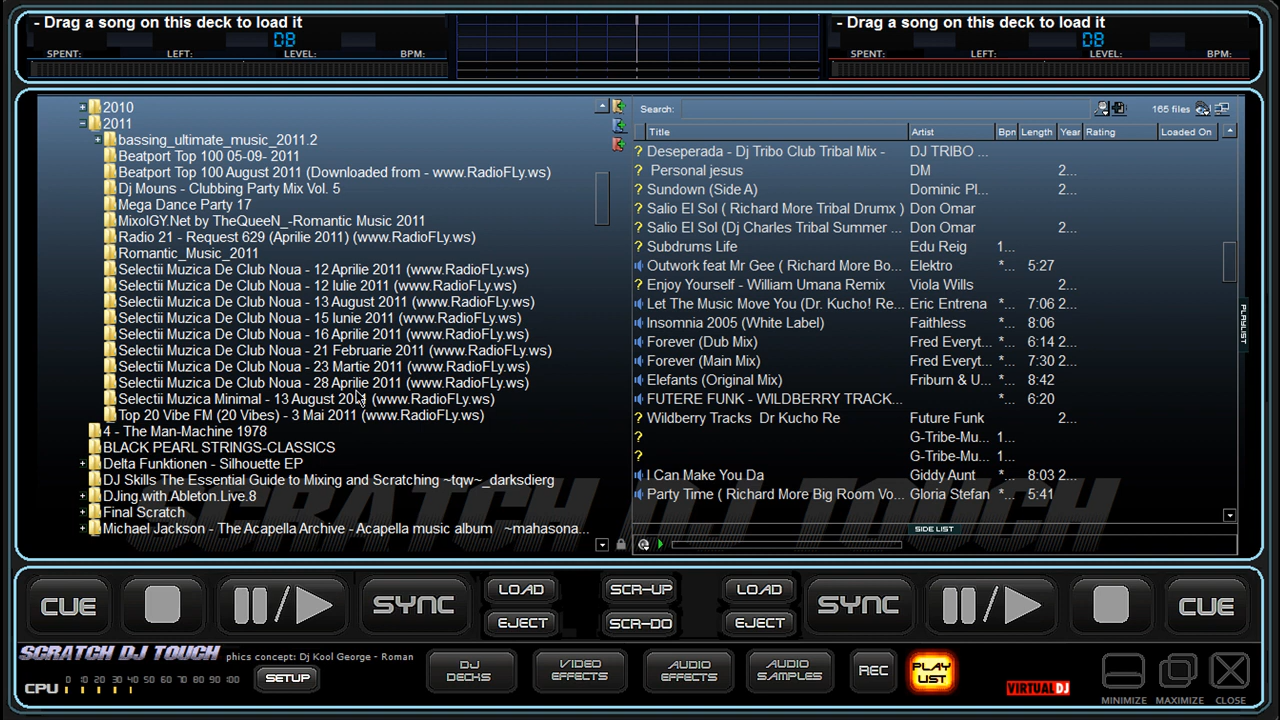 - Drag a song on this deck to load it
08
SPENT: LEFT: LEVEL: BPM:
- Drag a song on this deck to load it
08
SPENT: LEFT: LEVEL: BPM:
2010
2011
bassing_ultimate_music_2011.2
Beatport Top 100 05-09- 2011
Beatport Top 100 August 2011 (Downloaded from - www.RadioFLy.ws)
Dj Mouns - Clubbing Party Mix Vol. 5
Mega Dance Party 17
MixolGY.Net by TheQueeN_-Romantic Music 2011
Radio 21 - Request 629 (Aprilie 2011) (www.RadioFLy.ws)
Romantic_Music_2011
Selectii Muzica De Club Noua - 12 Aprilie 2011 (www.RadioFLy.ws)
Selectii Muzica De Club Noua - 12 Iulie 2011 (www.RadioFLy.ws)
Selectii Muzica De Club Noua - 13 August 2011 (www.RadioFLy.ws)
Selectii Muzica De Club Noua - 15 Iunie 2011 (www.RadioFLy.ws)
Selectii Muzica De Club Noua - 16 Aprilie 2011 (www.RadioFLy.ws)
Selectii Muzica De Club Noua - 21 Februarie 2011 (www.RadioFLy.ws)
Selectii Muzica De Club Noua - 23 Martie 2011 (www.RadioFLy.ws)
Selectii Muzica De Club Noua - 28 Aprilie 2011 (www.RadioFLy.ws)
Selectii Muzica Minimal - 13 August 2011 (www.RadioFLy.ws)
Top 20 Vibe FM (20 Vibes) - 3 Mai 2011 (www.RadioFLy.ws)
4 - The Man-Machine 1978
BLACK PEARL STRINGS-CLASSICS
Delta Funktionen - Silhouette EP
DJ Skills The Essential Guide to Mixing and Scratching ~tqw~_darksdierg
DJing.with.Ableton.Live.8
Final Scratch
Michael Jackson - The Acapella Archive - Acapella music album ~mahasona...
Search: 165 files
Title Artist Bpn Length Year Rating Loaded On
? Deseperada - Dj Tribo Club Tribal Mix - DJ TRIBO ...
? Personal jesus DM 2...
? Sundown (Side A) Dominic Pl... 2...
? Salio El Sol ( Richard More Tribal Drumx ) Don Omar
? Salio El Sol (Dj Charles Tribal Summer ... Don Omar 2...
? Subdrums Life Edu Reig 1...
Outwork feat Mr Gee ( Richard More Bo... Elektro *... 5:27
? Enjoy Yourself - William Umana Remix Viola Wills 2...
Let The Music Move You (Dr. Kucho! Re... Eric Entrena *... 7:06 2...
Insomnia 2005 (White Label) Faithless *... 8:06
Forever (Dub Mix) Fred Everyt... *... 6:14 2...
Forever (Main Mix) Fred Everyt... *... 7:30 2...
Elefants (Original Mix) Friburn & U... *... 8:42
FUTERE FUNK - WILDBERRY TRACK... *... 6:20
? Wildberry Tracks Dr Kucho Re Future Funk 2...
? G-Tribe-Mu... 1...
? G-Tribe-Mu... 1...
I Can Make You Da Giddy Aunt *... 8:03 2...
Party Time ( Richard More Big Room Vo... Gloria Stefan *... 5:41
PLAYLIST
SIDE LIST
SCRATCH DJ TOUCH
CUE SYNC LOAD EJECT SCR-UP SCR-DO LOAD EJECT SYNC CUE
SCRATCH DJ TOUCH phics concept: Dj Kool George - Roman
CPU 0 10 20 30 40 50 60 70 80 90 100
SETUP
DJ DECKS
VIDEO EFFECTS
AUDIO EFFECTS
AUDIO SAMPLES
REC
PLAY LIST
VIRTUALDJ
MINIMIZE MAXIMIZE CLOSE